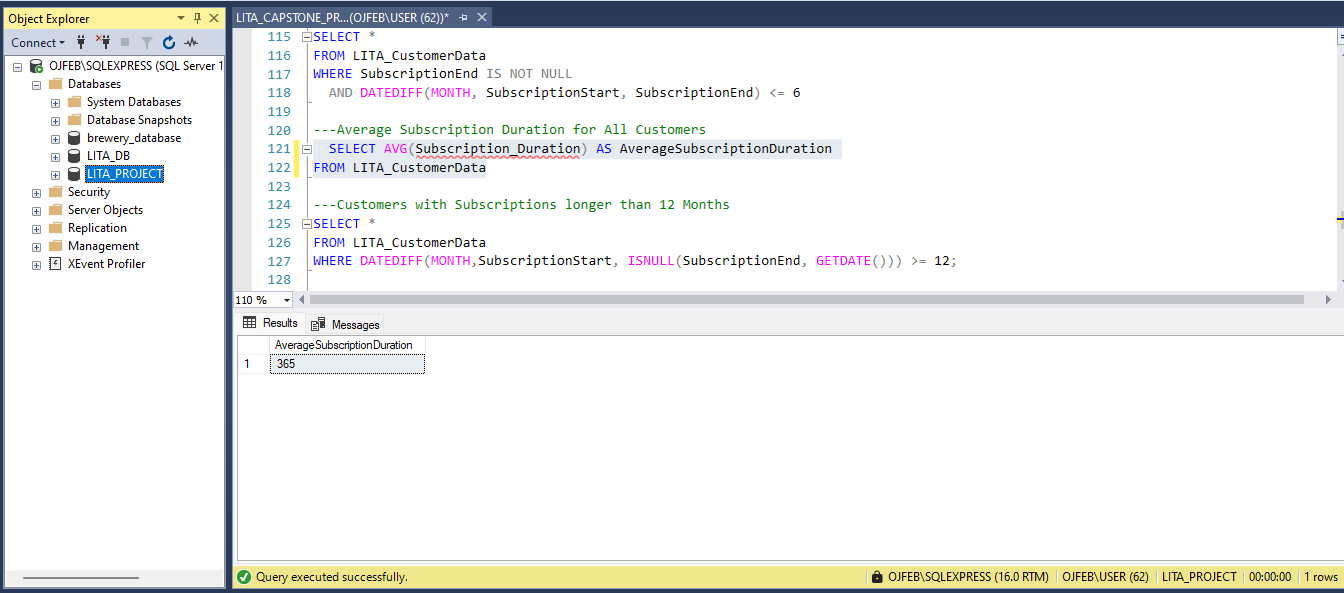 Object Explorer
Connect
OJFEB\SQLEXPRESS (SQL Server 1
Databases
System Databases
Database Snapshots
brewery_database
LITA_DB
LITA_PROJECT
Security
Server Objects
Replication
Management
XEvent Profiler
LITA_CAPSTONE_PR...(OJFEB\USER (62))*
115 SELECT *
116 FROM LITA_CustomerData
117 WHERE SubscriptionEnd IS NOT NULL
118 AND DATEDIFF(MONTH, SubscriptionStart, SubscriptionEnd) <= 6
119
120 ---Average Subscription Duration for All Customers
121 SELECT AVG(Subscription_Duration) AS AverageSubscriptionDuration
122 FROM LITA_CustomerData
123
124 ---Customers with Subscriptions longer than 12 Months
125 SELECT *
126 FROM LITA_CustomerData
127 WHERE DATEDIFF(MONTH,SubscriptionStart, ISNULL(SubscriptionEnd, GETDATE())) >= 12;
128
110 %
Results Messages
AverageSubscriptionDuration
1 365
Query executed successfully. OJFEB\SQLEXPRESS (16.0 RTM) OJFEB\USER (62) LITA_PROJECT 00:00:00 1 rows